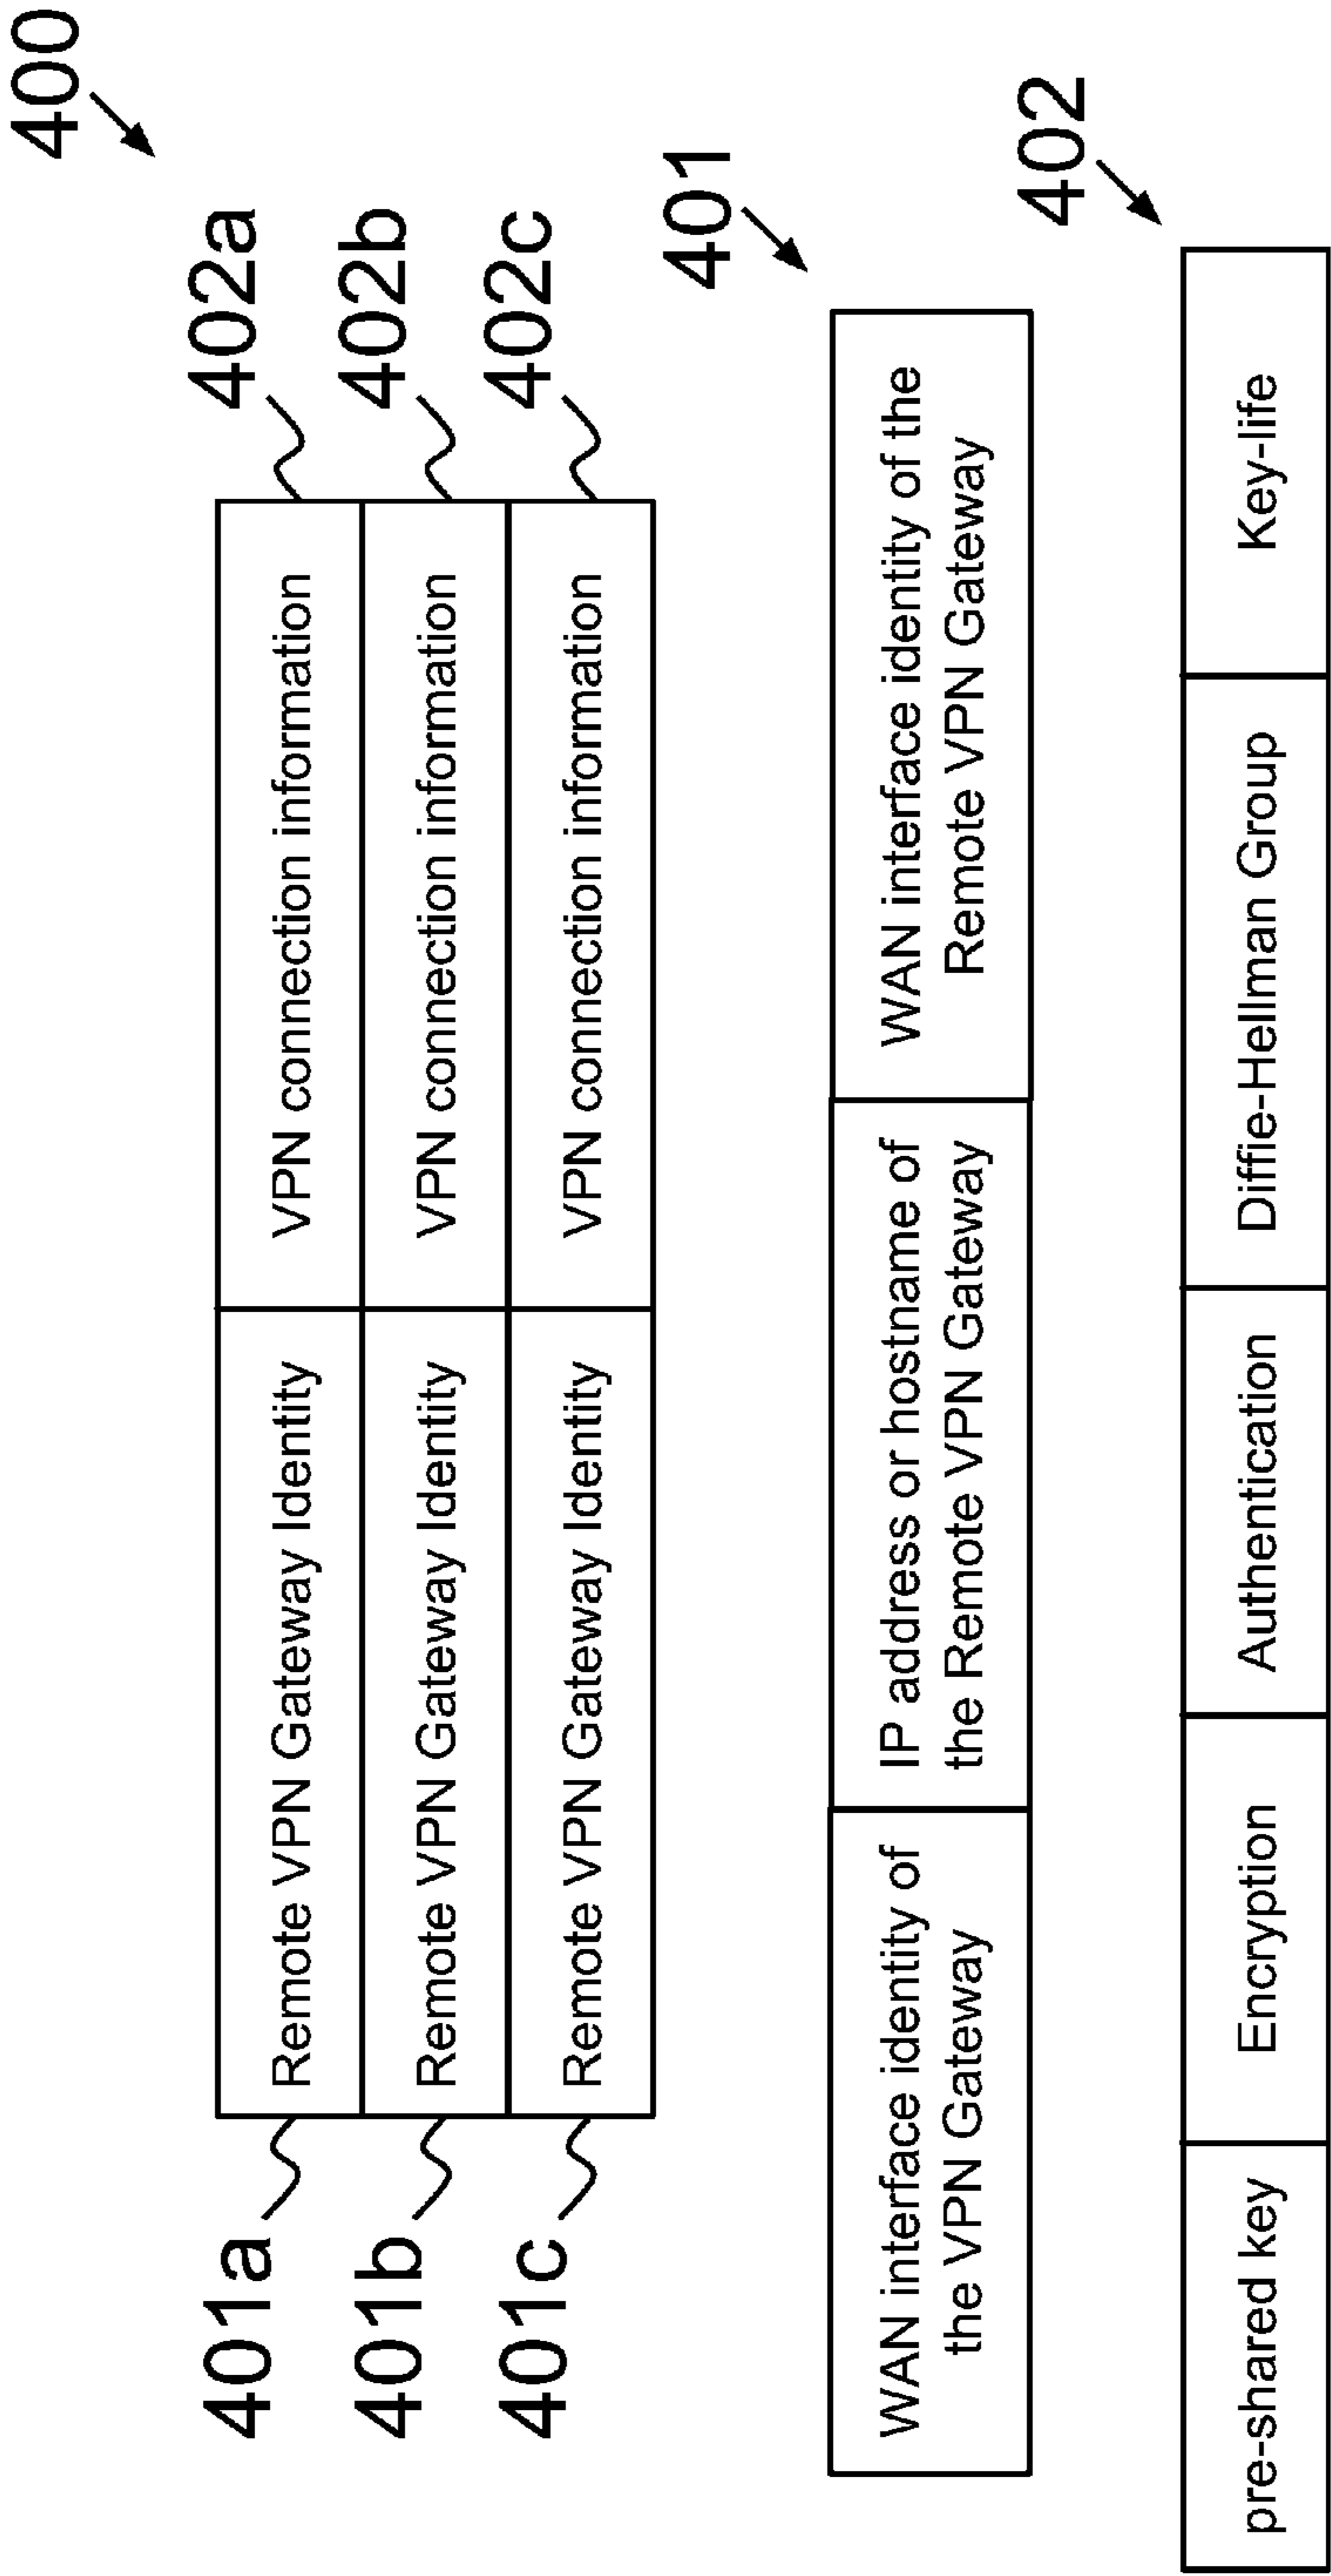 400
401a
Remote VPN Gateway Identity
VPN connection information
402a
401b
Remote VPN Gateway Identity
VPN connection information
402b
401c
Remote VPN Gateway Identity
VPN connection information
402c
401
WAN interface identity of
the VPN Gateway
IP address or hostname of
the Remote VPN Gateway
WAN interface identity of the
Remote VPN Gateway
402
pre-shared key
Encryption
Authentication
Diffie-Hellman Group
Key-life